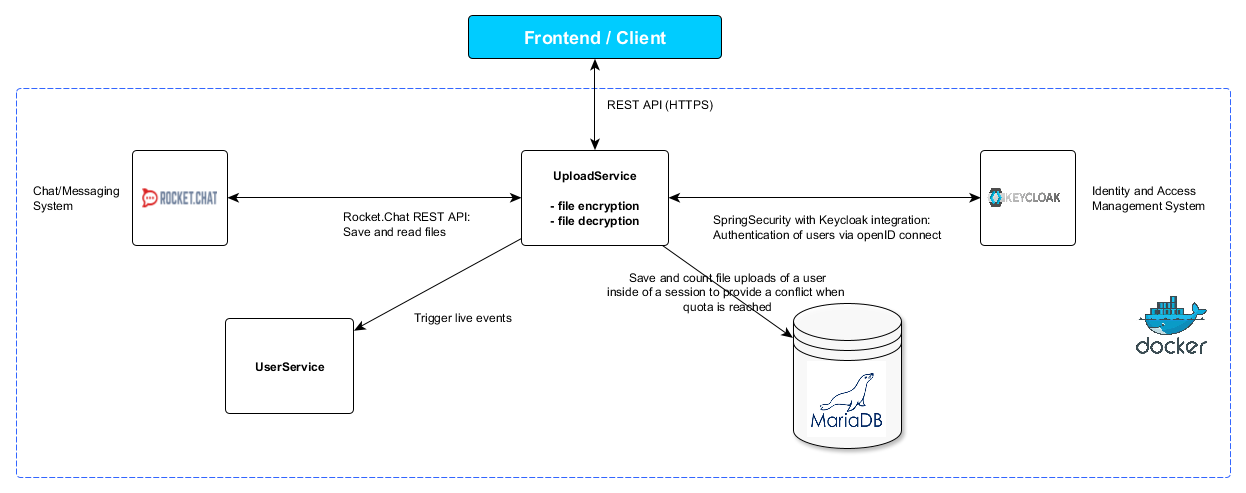 Frontend / Client
REST API (HTTPS)
Chat/Messaging
System
ROCKET.CHAT
Rocket.Chat REST API:
Save and read files
UploadService
- file encryption
- file decryption
SpringSecurity with Keycloak integration:
Authentication of users via openID connect
KEYCLOAK
Identity and Access
Management System
Trigger live events
UserService
Save and count file uploads of a user
inside of a session to provide a conflict when
quota is reached
MariaDB
docker